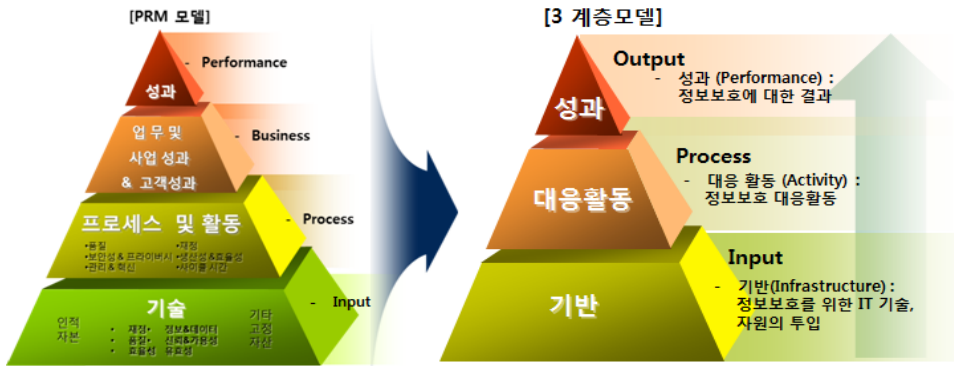 [PRM 모델]
성과
- Performance
업무 및
사업 성과
& 고객성과
- Business
프로세스 및 활동
•품질 •재정
•보안성 & 프라이버시 •생산성 &효율성
•관리 & 혁신 •사이클 시간
- Process
기술
인적
자본
• 재정• 정보&데이터
• 품질• 신뢰&가용성
• 효율성 유효성
기타
고정
자산
- Input
[3 계층모델]
성과
Output
- 성과 (Performance) :
정보보호에 대한 결과
대응활동
Process
- 대응 활동 (Activity) :
정보보호 대응활동
기반
Input
- 기반(Infrastructure) :
정보보호를 위한 IT 기술,
자원의 투입